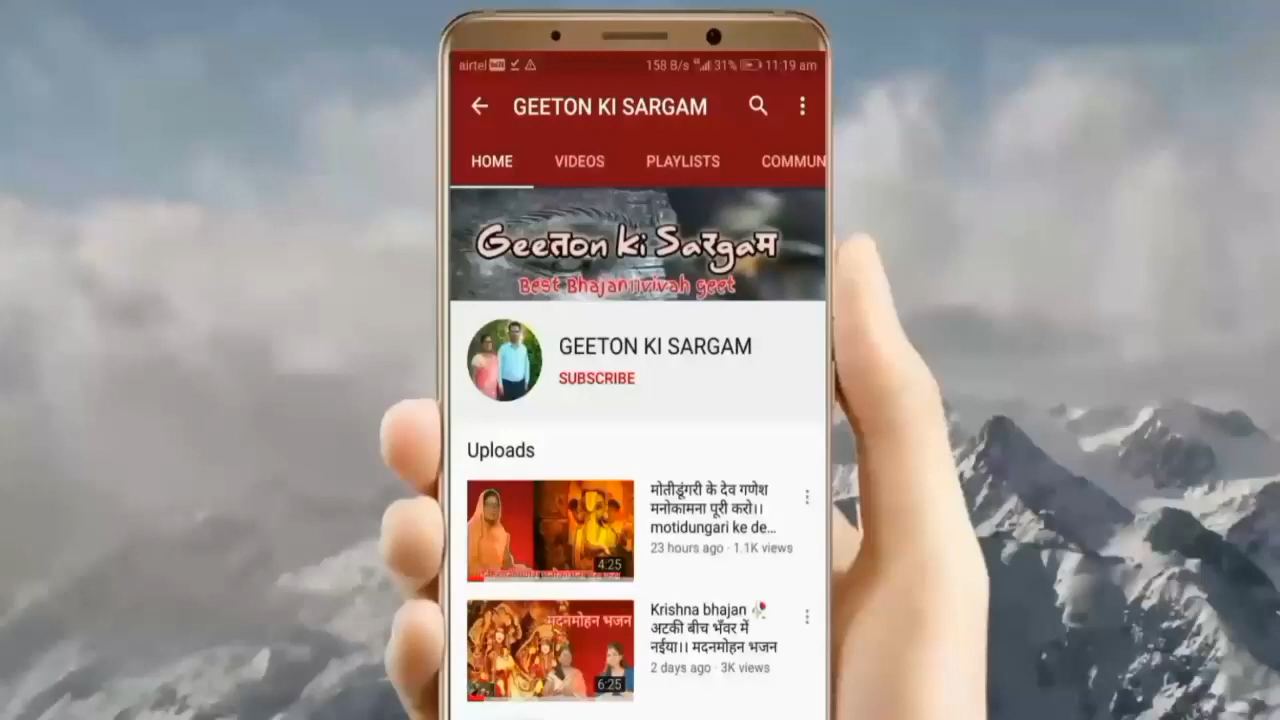 airtel 158 B/s 4G 31% 11:19 am
GEETON KI SARGAM
HOME VIDEOS PLAYLISTS COMMUN
Geeतon ki Saरgaम
Best Bhajan।।vivah geet
GEETON KI SARGAM
SUBSCRIBE
Uploads
मोतीडूंगरी के देव गणेश
मनोकामना पूरी करो।।
motidungari ke de...
23 hours ago · 1.1K views
4:25
Krishna bhajan 🥀
अटकी बीच भँवर में
नईया।। मदनमोहन भजन
2 days ago · 3K views
मदनमोहन भजन
6:25